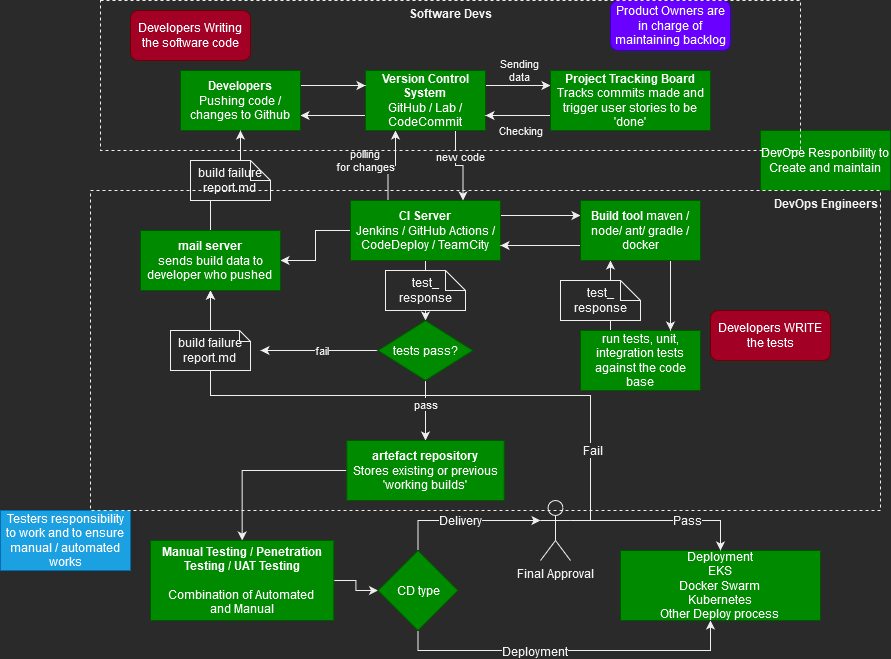 Software Devs
Developers Writing
the software code
Product Owners are
in charge of
maintaining backlog
Developers
Pushing code /
changes to Github
Version Control
System
GitHub / Lab /
CodeCommit
Sending
data
Checking
Project Tracking Board
Tracks commits made and
trigger user stories to be
'done'
DevOpe Responbility to
Create and maintain
polling
for changes
new code
build failure
report.md
DevOps Engineers
mail server
sends build data to
developer who pushed
CI Server
Jenkins / GitHub Actions /
CodeDeploy / TeamCity
Build tool maven /
node/ ant/ gradle /
docker
test_
response
test_
response
Developers WRITE
the tests
build failure
report.md
fail
tests pass?
run tests, unit,
integration tests
against the code
base
pass
artefact repository
Stores existing or previous
'working builds'
Fail
Testers responsibility
to work and to ensure
manual / automated
works
Manual Testing / Penetration
Testing / UAT Testing
Combination of Automated
and Manual
CD type
Delivery
Final Approval
Pass
Deployment
EKS
Docker Swarm
Kubernetes
Other Deploy process
Deployment